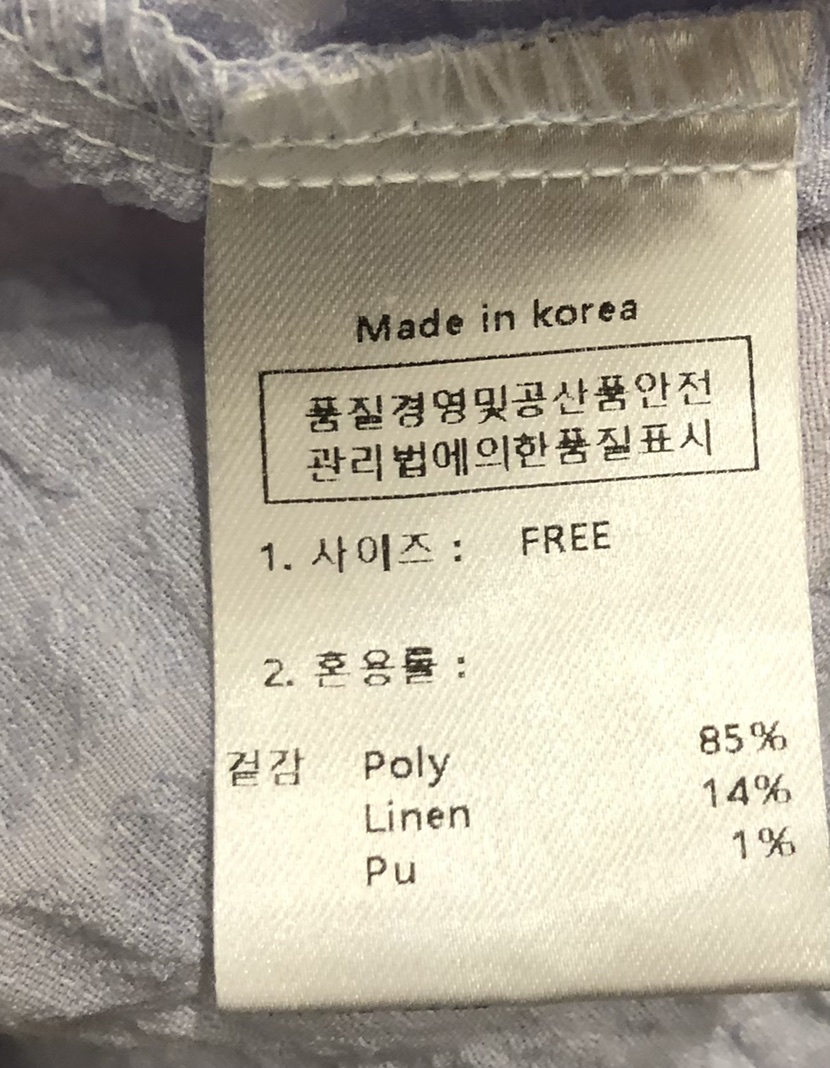 Made in korea
품질경영및공산품안전
관리법에의한품질표시
1. 사이즈 : FREE
2. 혼용률 :
겉감 Poly 85%
Linen 14%
Pu 1%